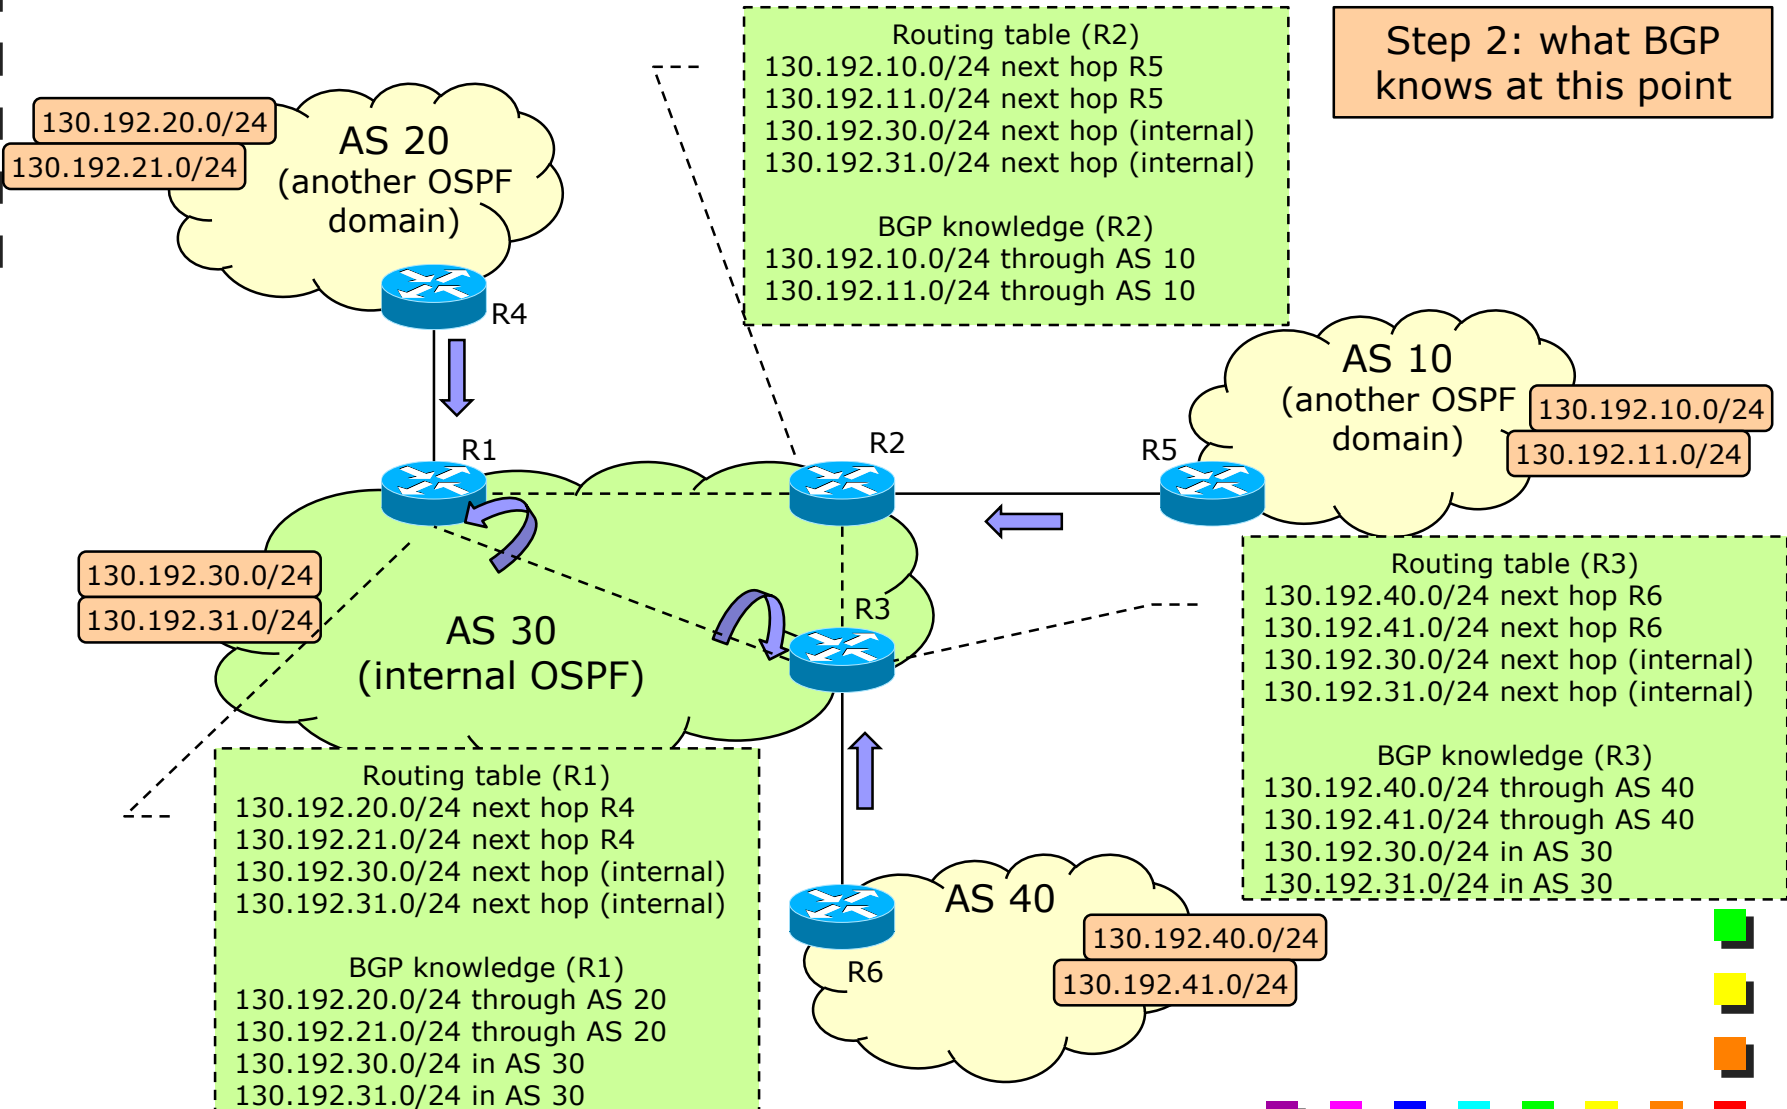 Step 2: what BGP
knows at this point
Routing table (R2)
130.192.10.0/24 next hop R5
130.192.11.0/24 next hop R5
130.192.30.0/24 next hop (internal)
130.192.31.0/24 next hop (internal)
BGP knowledge (R2)
130.192.10.0/24 through AS 10
130.192.11.0/24 through AS 10
130.192.20.0/24
130.192.21.0/24
AS 20
(another OSPF
domain)
R4
AS 10
(another OSPF
domain)
130.192.10.0/24
130.192.11.0/24
R1
R2
R5
130.192.30.0/24
130.192.31.0/24
AS 30
(internal OSPF)
R3
Routing table (R3)
130.192.40.0/24 next hop R6
130.192.41.0/24 next hop R6
130.192.30.0/24 next hop (internal)
130.192.31.0/24 next hop (internal)
BGP knowledge (R3)
130.192.40.0/24 through AS 40
130.192.41.0/24 through AS 40
130.192.30.0/24 in AS 30
130.192.31.0/24 in AS 30
Routing table (R1)
130.192.20.0/24 next hop R4
130.192.21.0/24 next hop R4
130.192.30.0/24 next hop (internal)
130.192.31.0/24 next hop (internal)
BGP knowledge (R1)
130.192.20.0/24 through AS 20
130.192.21.0/24 through AS 20
130.192.30.0/24 in AS 30
130.192.31.0/24 in AS 30
AS 40
R6
130.192.40.0/24
130.192.41.0/24